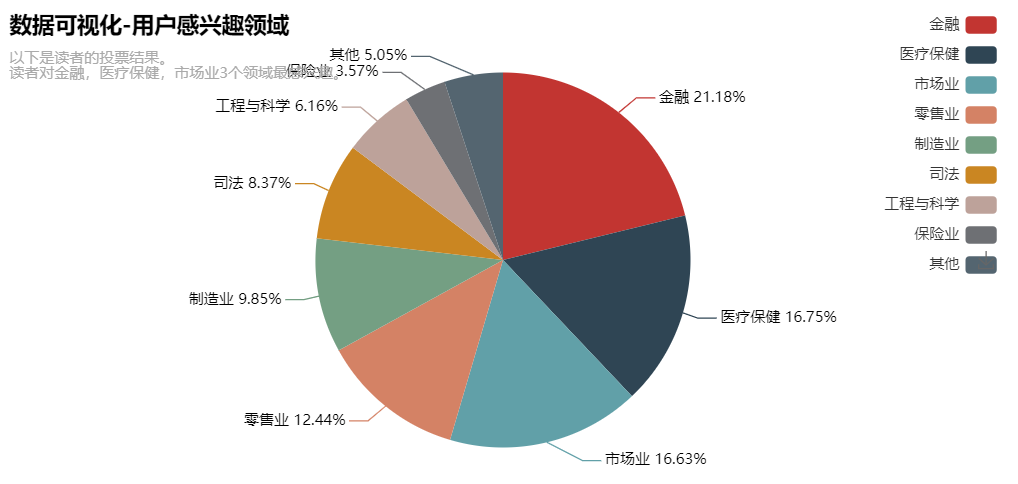 数据可视化-用户感兴趣领域
以下是读者的投票结果。
读者对金融，医疗保健，市场业3个领域最感兴趣。
其他 5.05%
保险业 3.57%
工程与科学 6.16%
司法 8.37%
制造业 9.85%
零售业 12.44%
市场业 16.63%
医疗保健 16.75%
金融 21.18%
金融
医疗保健
市场业
零售业
制造业
司法
工程与科学
保险业
其他